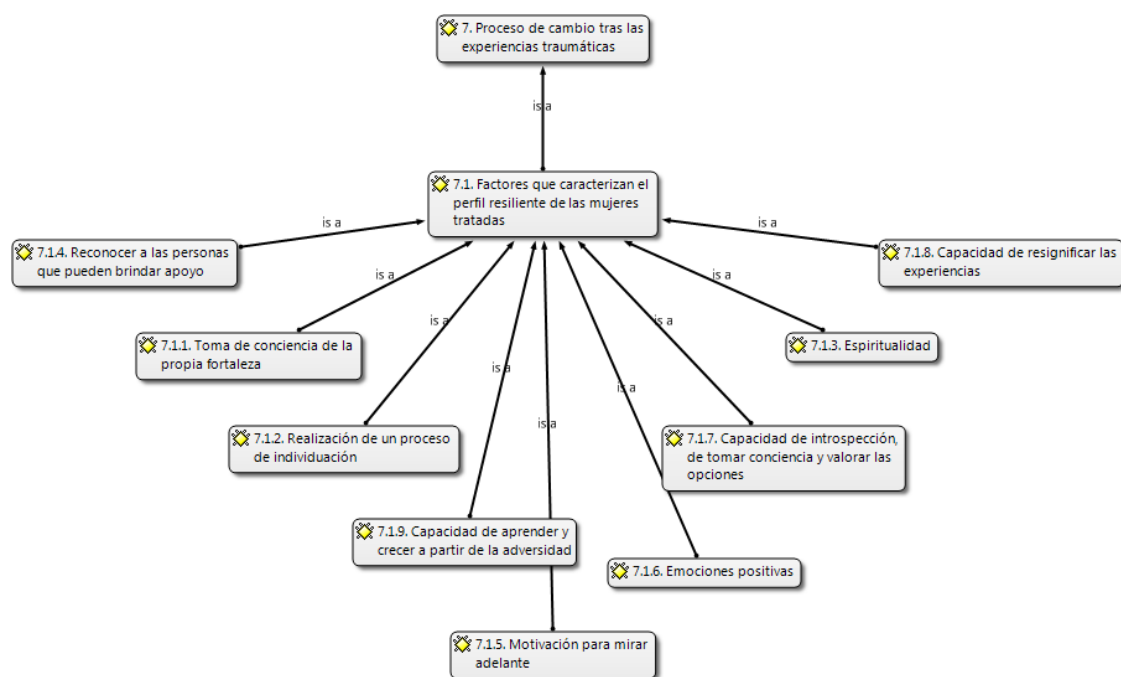 7. Proceso de cambio tras las
experiencias traumáticas
is a
7.1. Factores que caracterizan el
perfil resiliente de las mujeres
tratadas
is a
is a
7.1.4. Reconocer a las personas
que pueden brindar apoyo
7.1.8. Capacidad de resignificar las
experiencias
is a
is a
7.1.1. Toma de conciencia de la
propia fortaleza
is a
is a
7.1.3. Espiritualidad
is a
is a
7.1.2. Realización de un proceso
de individuación
is a
7.1.7. Capacidad de introspección,
de tomar conciencia y valorar las
opciones
7.1.9. Capacidad de aprender y
crecer a partir de la adversidad
7.1.6. Emociones positivas
7.1.5. Motivación para mirar
adelante